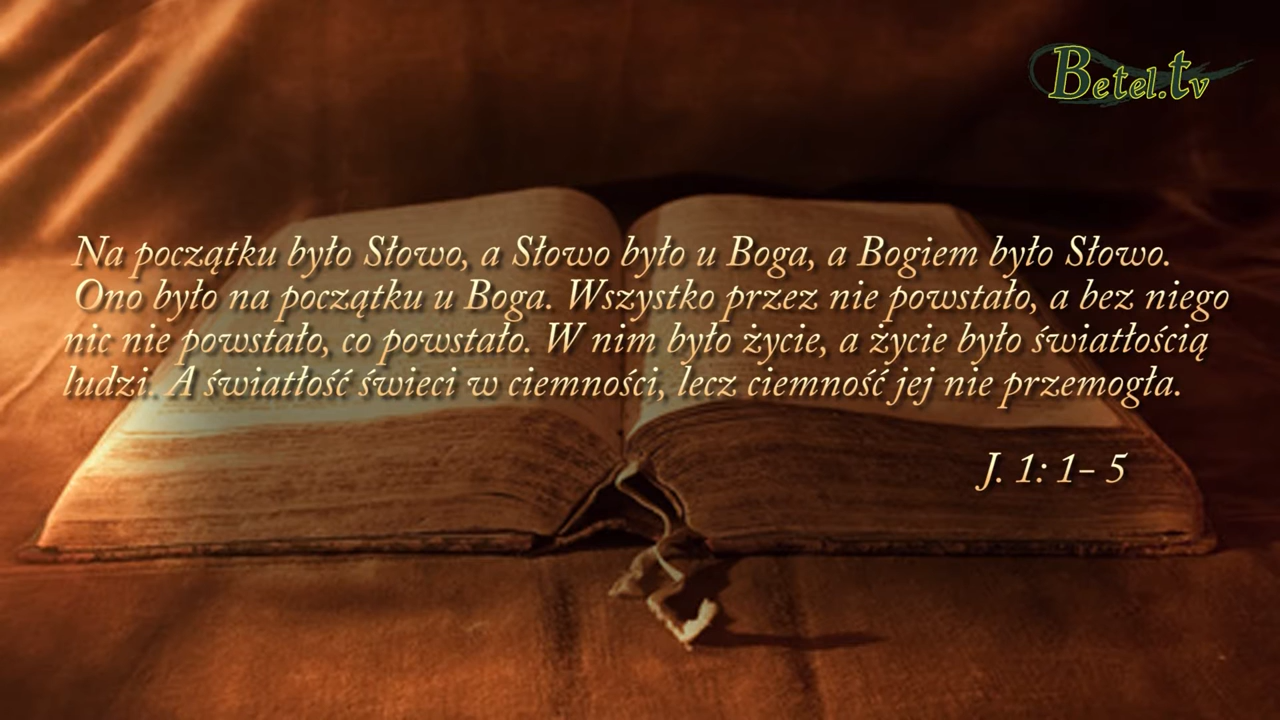 Betel.tv
Na początku było Słowo, a Słowo było u Boga, a Bogiem było Słowo.
Ono było na początku u Boga. Wszystko przez nie powstało, a bez niego
nic nie powstało, co powstało. W nim było życie, a życie było światłością
ludzi. A światłość świeci w ciemności, lecz ciemność jej nie przemogła.
J. 1: 1- 5